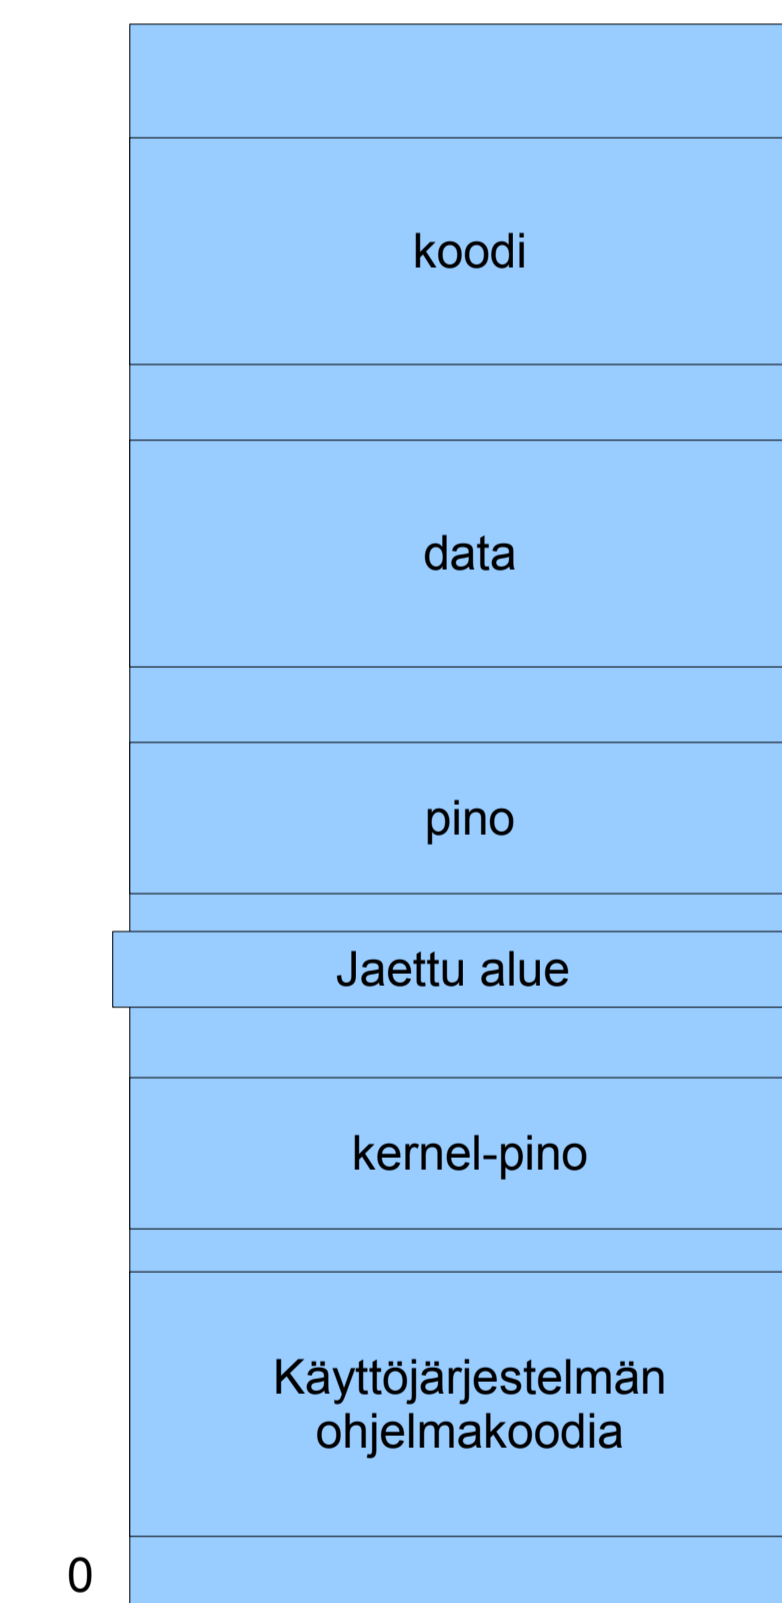 koodi
data
pino
Jaettu alue
kernel-pino
Käyttöjärjestelmän
ohjelmakoodia
0